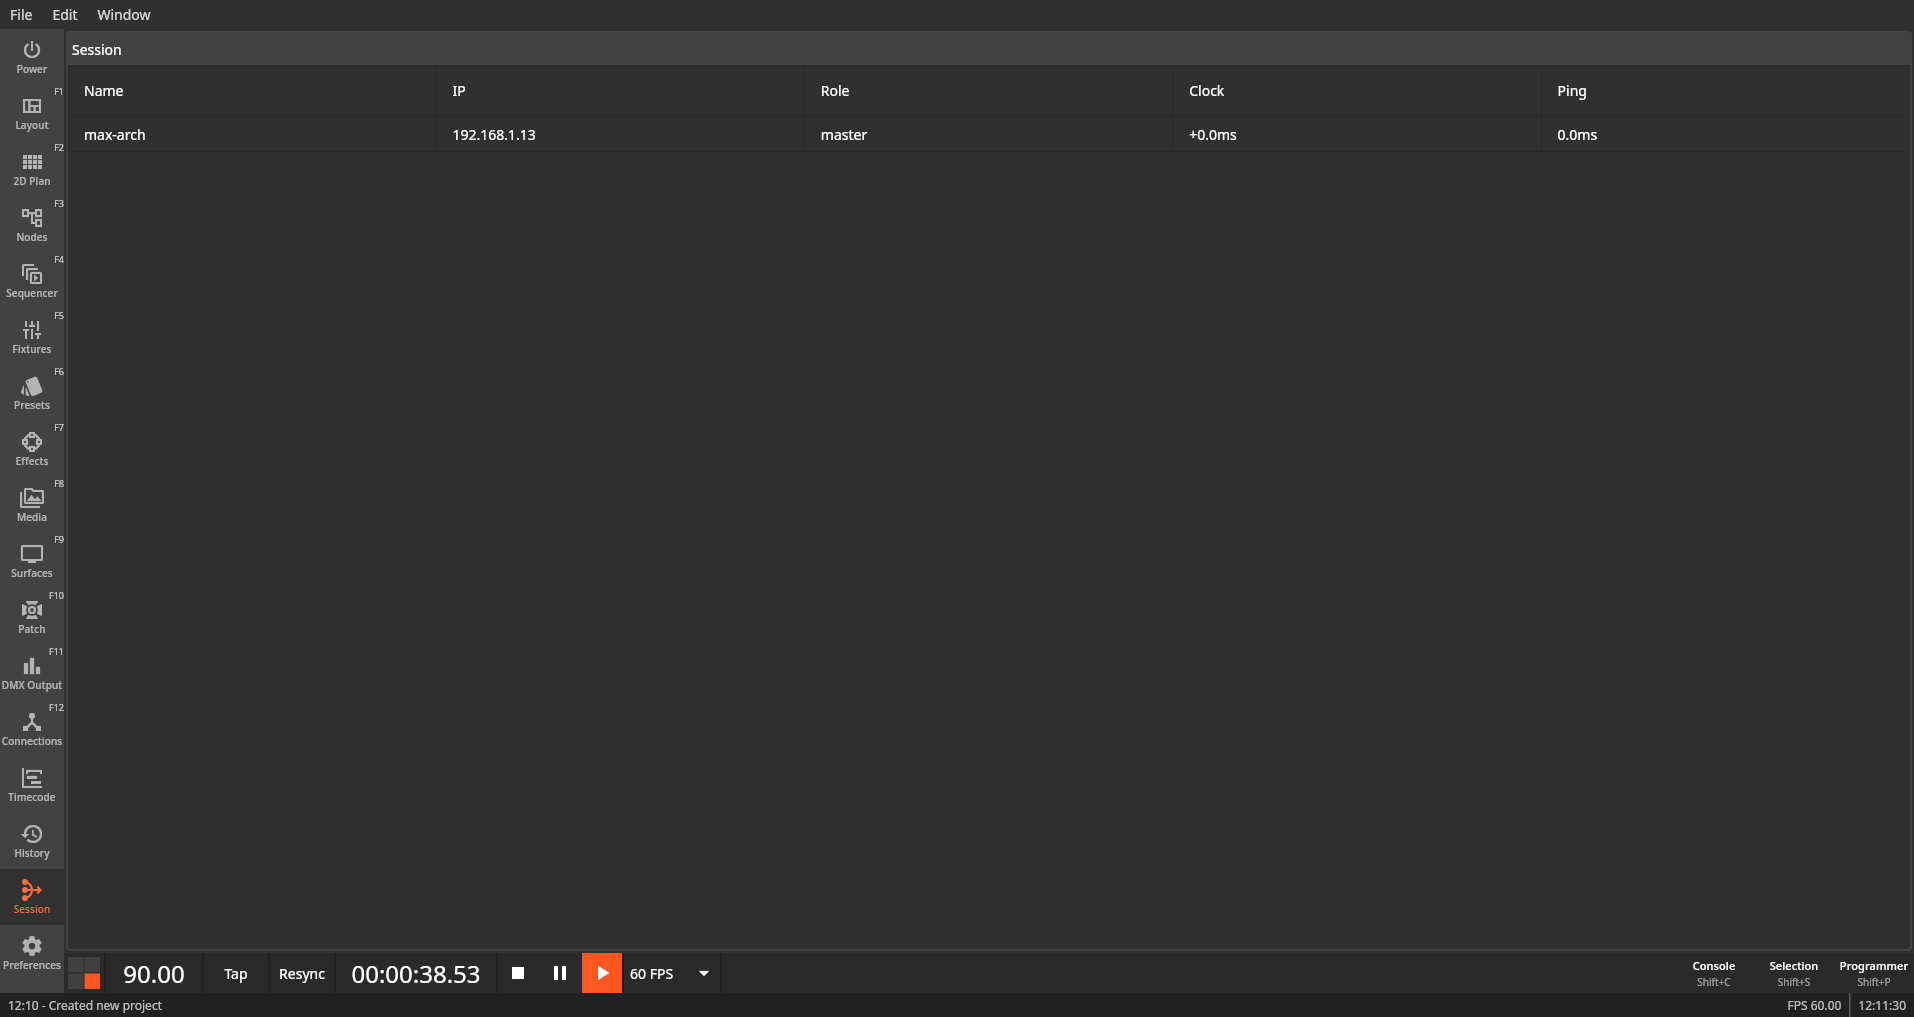 File Edit Window
Power
F1
Layout
F2
2D Plan
F3
Nodes
F4
Sequencer
F5
Fixtures
F6
Presets
F7
Effects
F8
Media
F9
Surfaces
F10
Patch
F11
DMX Output
F12
Connections
Timecode
History
Session
Preferences
Session
Name IP Role Clock Ping
max-arch 192.168.1.13 master +0.0ms 0.0ms
90.00 Tap Resync 00:00:38.53 60 FPS
Console Selection Programmer
Shift+C Shift+S Shift+P
12:10 - Created new project FPS 60.00 12:11:30